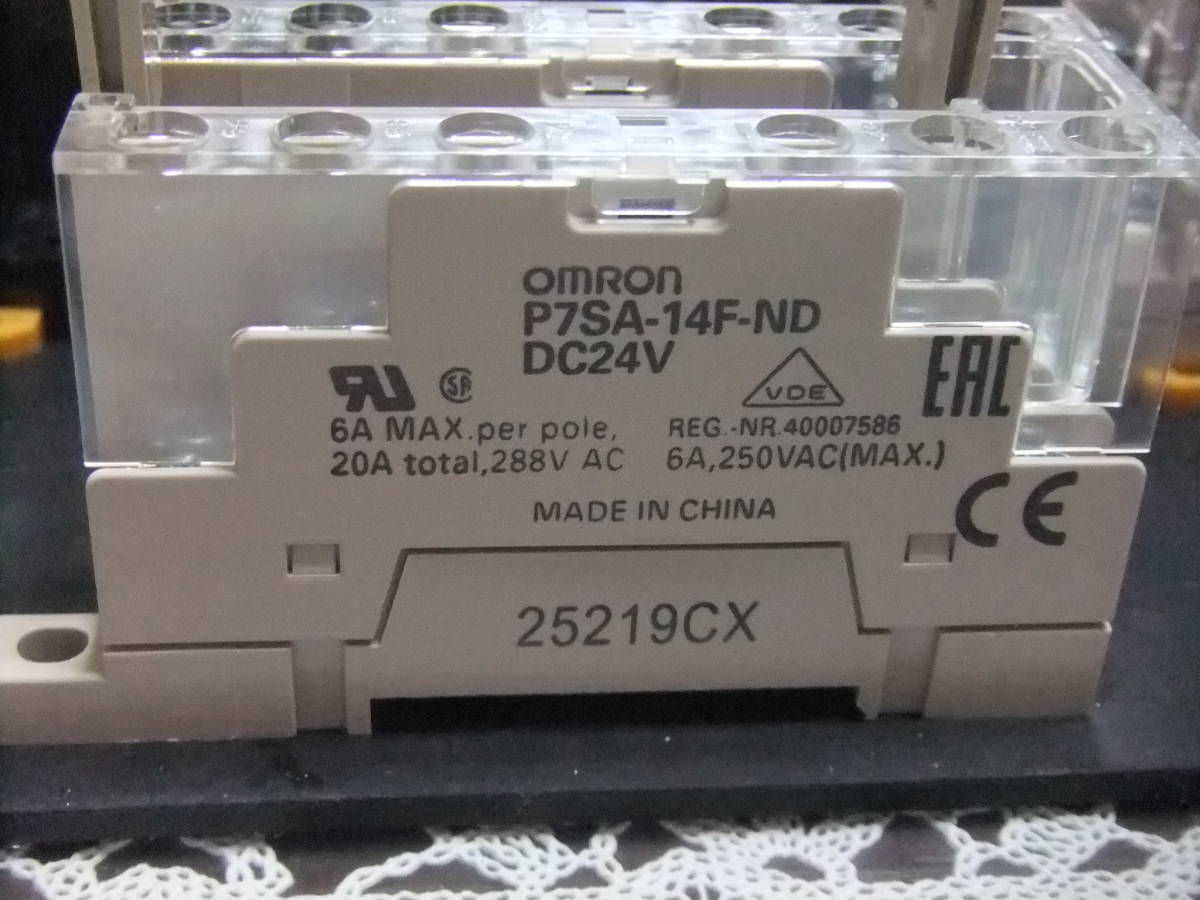 OMRON
P7SA-14F-ND
DC24V
VDE
EAC
6A MAX.per pole, REG.-NR.40007586
20A total,288V AC 6A,250VAC(MAX.)
MADE IN CHINA
CE
25219CX